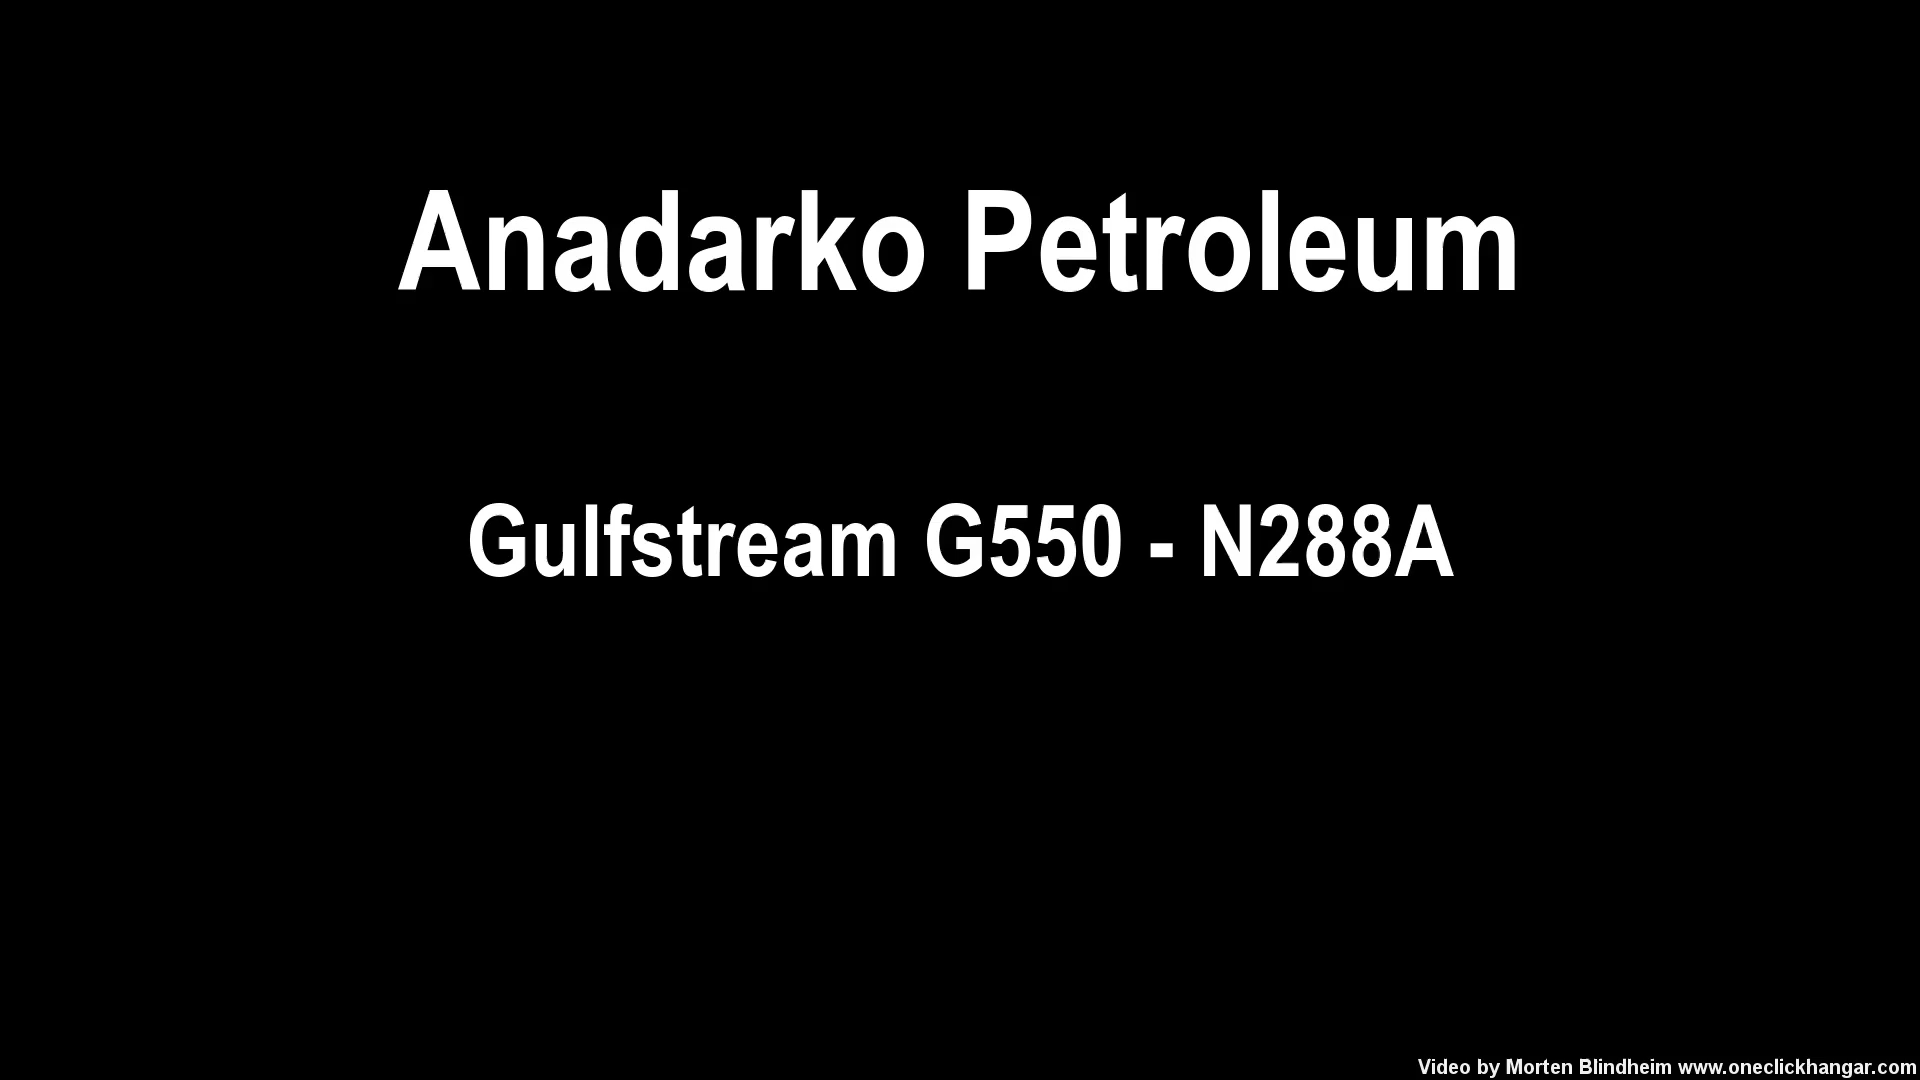 Anadarko Petroleum
Gulfstream G550 - N288A
Video by Morten Blindheim www.oneclickhangar.com